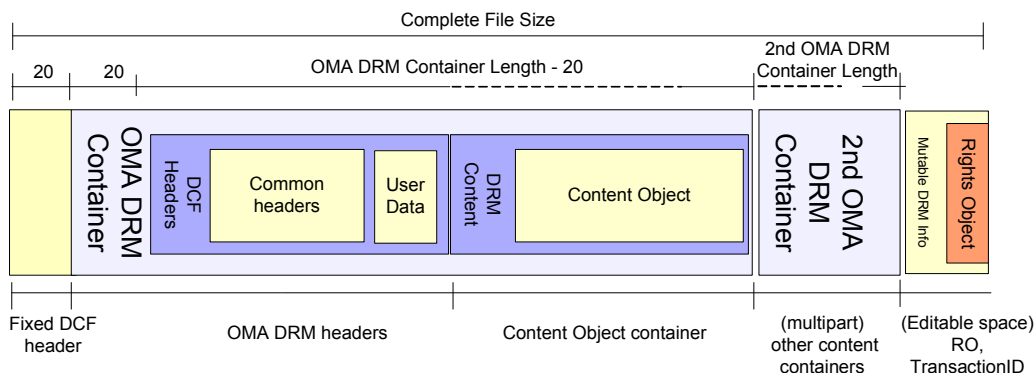 Complete File Size
20
20
OMA DRM Container Length - 20
2nd OMA DRM
Container Length
OMA DRM
Container
DCF
Headers
Common
headers
User
Data
DRM
Content
Content Object
2nd OMA
DRM
Container
Mutable DRM Info
Rights Object
Fixed DCF
header
OMA DRM headers
Content Object container
(multipart)
other content
containers
(Editable space)
RO,
TransactionID